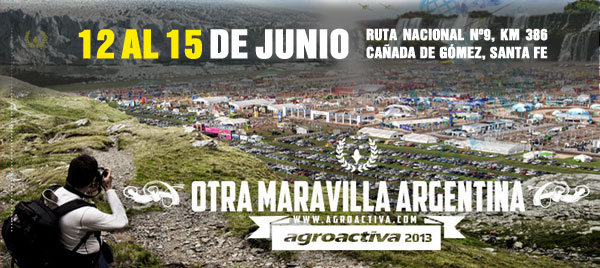 12 AL 15 DE JUNIO
RUTA NACIONAL Nº9, KM 386
CAÑADA DE GÓMEZ, SANTA FE
OTRA MARAVILLA ARGENTINA
WWW.AGROACTIVA.COM
agroactiva 2013